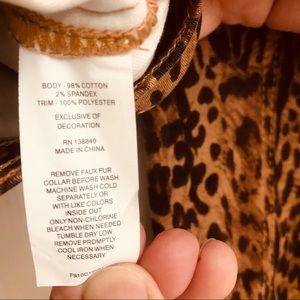 BODY - 98% COTTON
2% SPANDEX
TRIM - 100% POLYESTER
EXCLUSIVE OF
DECORATION
RN 138840
MADE IN CHINA
REMOVE FAUX FUR
COLLAR BEFORE WASH
MACHINE WASH COLD
SEPARATELY OR
WITH LIKE COLORS
INSIDE OUT
ONLY NON-CHLORINE
BLEACH WHEN NEEDED
TUMBLE DRY LOW
REMOVE PROMPTLY
COOL IRON WHEN
NECESSARY